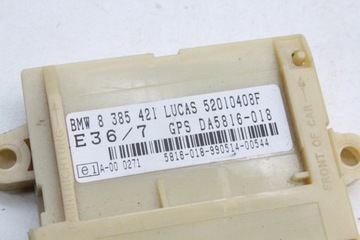 BMW 8 385 421 LUCAS 52010408F
E36/7 GPS DA5816-018
e1 A-00 0271
5816-018-990514-00544
FRONT OF CAR